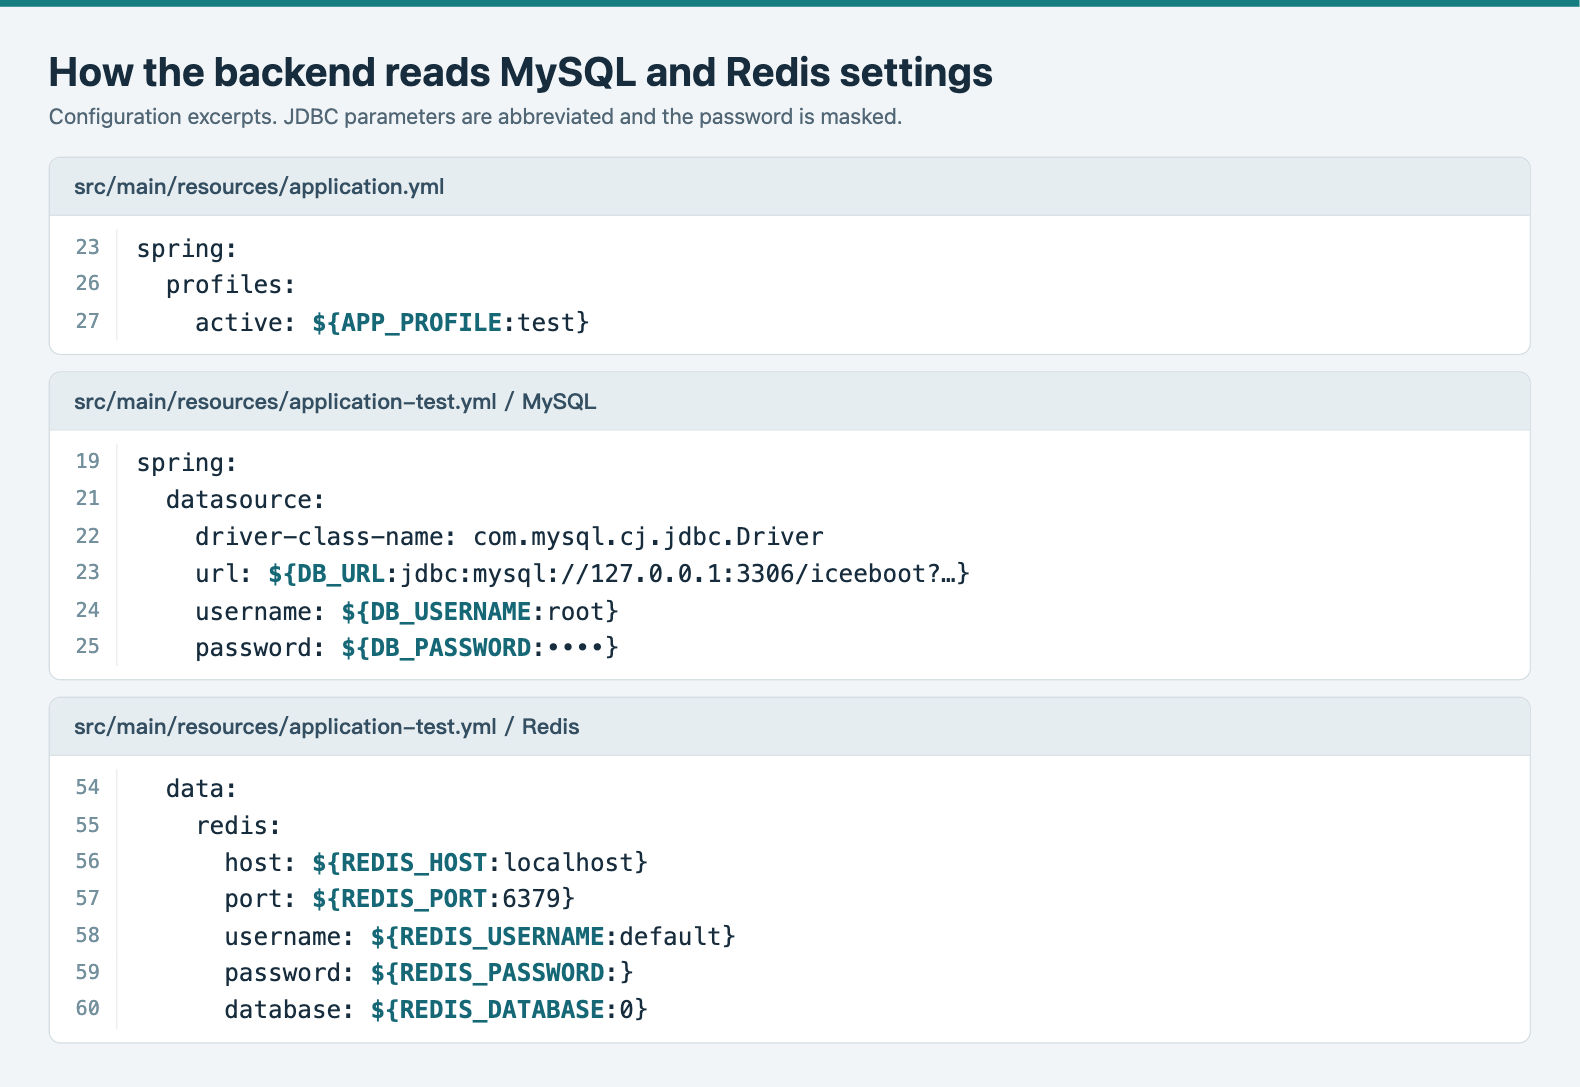 How the backend reads MySQL and Redis settings
Configuration excerpts. JDBC parameters are abbreviated and the password is masked.
src/main/resources/application.yml
23 spring:
26   profiles:
27     active: ${APP_PROFILE:test}
src/main/resources/application-test.yml / MySQL
19 spring:
21   datasource:
22     driver-class-name: com.mysql.cj.jdbc.Driver
23     url: ${DB_URL:jdbc:mysql://127.0.0.1:3306/iceeboot?…}
24     username: ${DB_USERNAME:root}
25     password: ${DB_PASSWORD:••••}
src/main/resources/application-test.yml / Redis
54   data:
55     redis:
56       host: ${REDIS_HOST:localhost}
57       port: ${REDIS_PORT:6379}
58       username: ${REDIS_USERNAME:default}
59       password: ${REDIS_PASSWORD:}
60       database: ${REDIS_DATABASE:0}